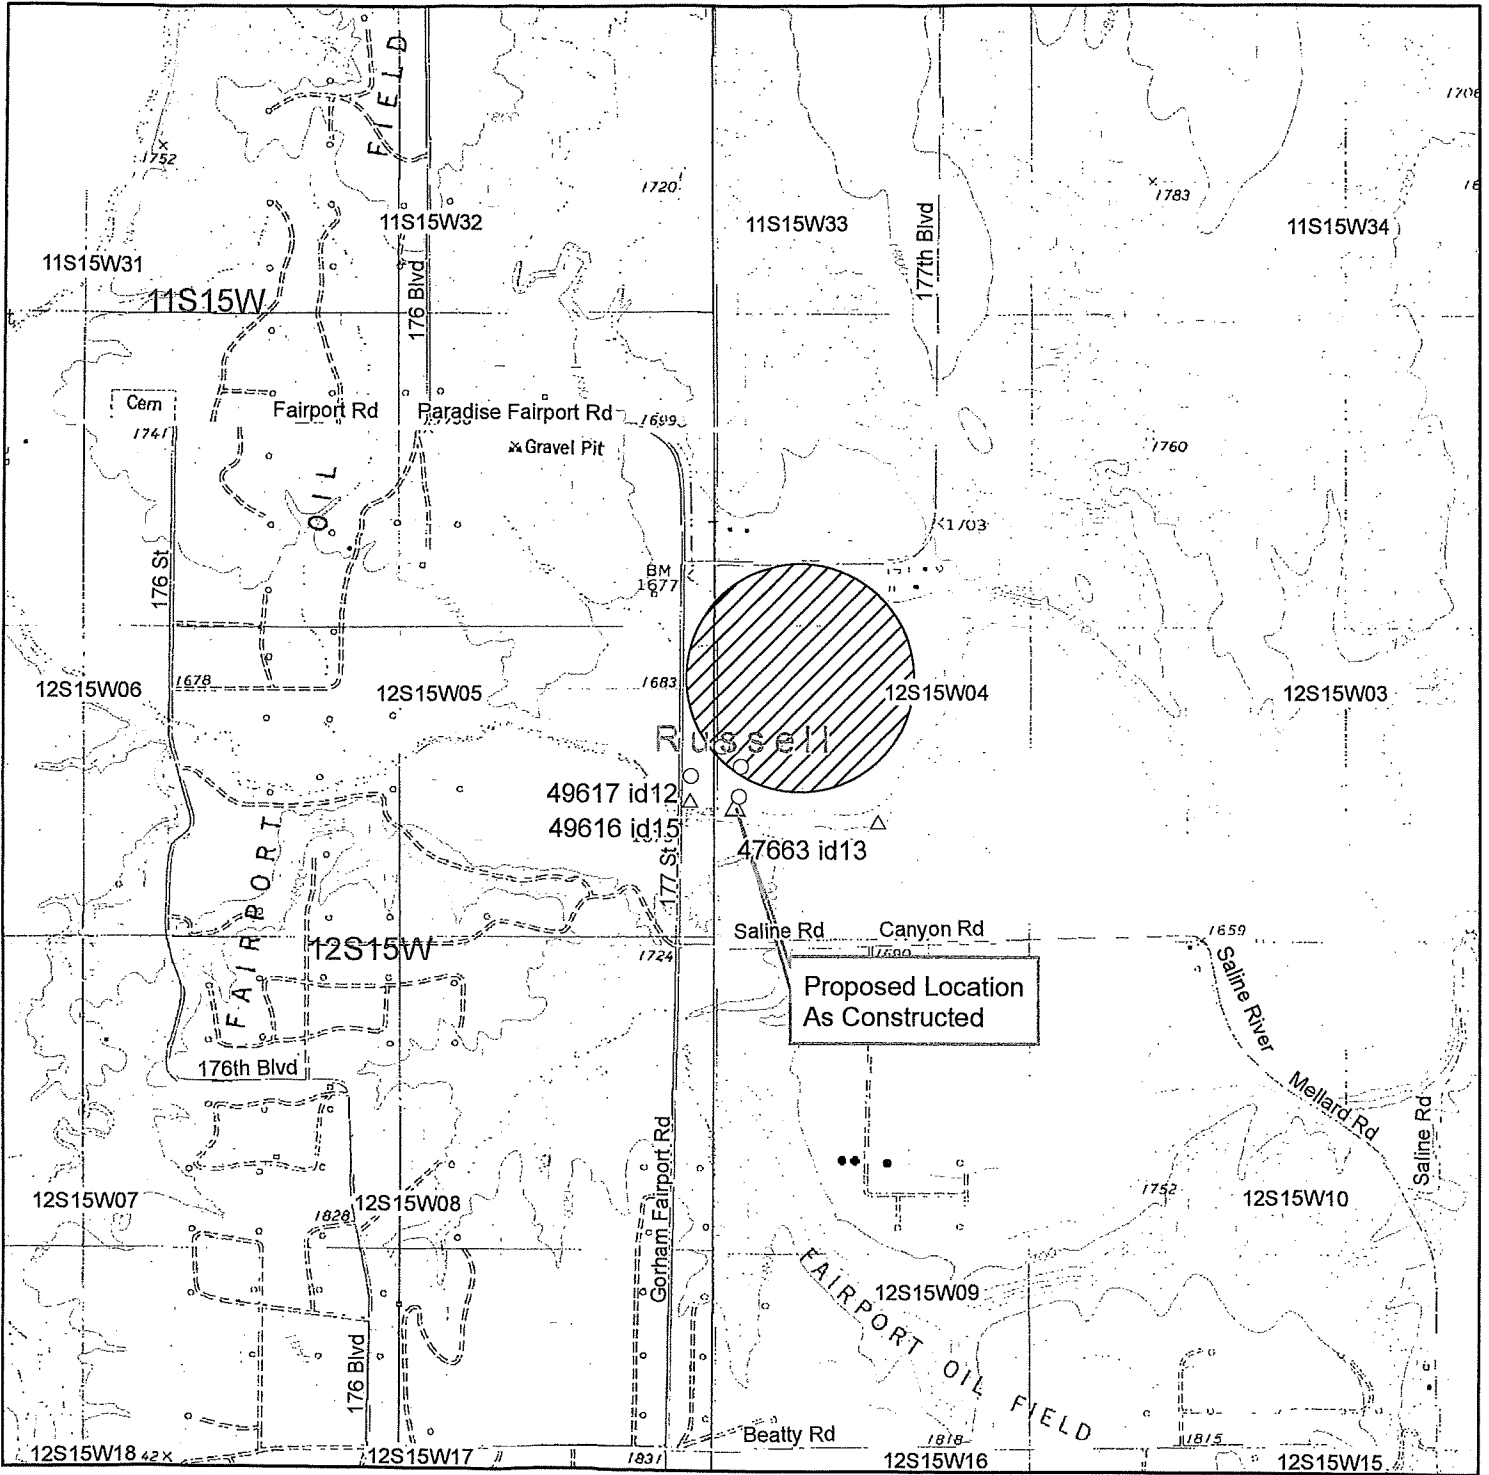 FIELD
1706
1752
1720
1783
11S15W32
11S15W33
11S15W34
11S15W31
177th Blvd
11S15W
176 Blvd
Cem
Fairport Rd
Paradise Fairport Rd
1699
1741
Gravel Pit
1760
OIL
1703
176 St
BM
1677
12S15W06
1678
12S15W05
1683
12S15W04
12S15W03
Russell
49617 id12
49616 id15
47663 id13
177 St
FAIRPORT
Saline Rd
Canyon Rd
1659
12S15W
1724
1690
Saline River
Proposed Location
As Constructed
176th Blvd
Mellard Rd
Saline Rd
Gorham Fairport Rd
12S15W07
12S15W08
1828
1752
12S15W10
12S15W09
FAIRPORT OIL FIELD
176 Blvd
Beatty Rd
12S15W18
42
12S15W17
1831
1818
12S15W16
1815
12S15W15